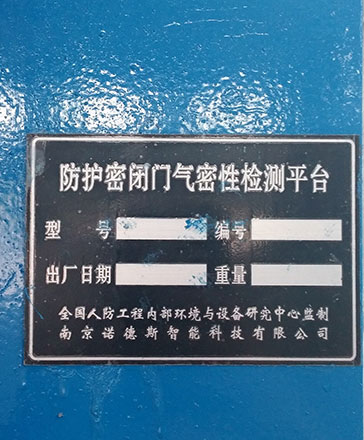 防护密闭门气密性检测平台
型号 编号
出厂日期 重量
全国人防工程内部环境与设备研究中心监制
南京诺德斯智能科技有限公司